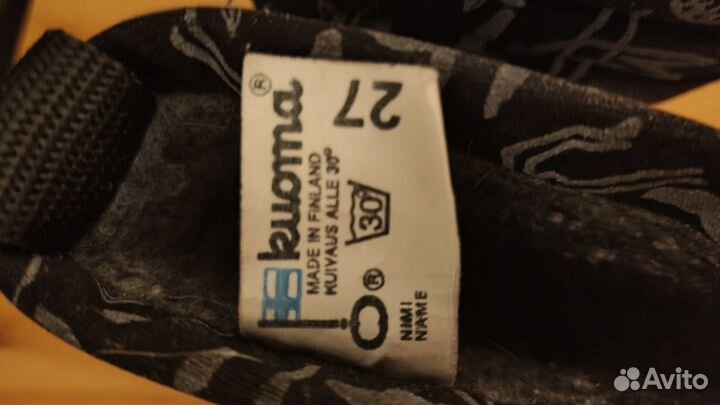 kuoma®
MADE IN FINLAND
KUIVAUS ALLE 30°
30°
27
®
NIMI
NAME
Avito